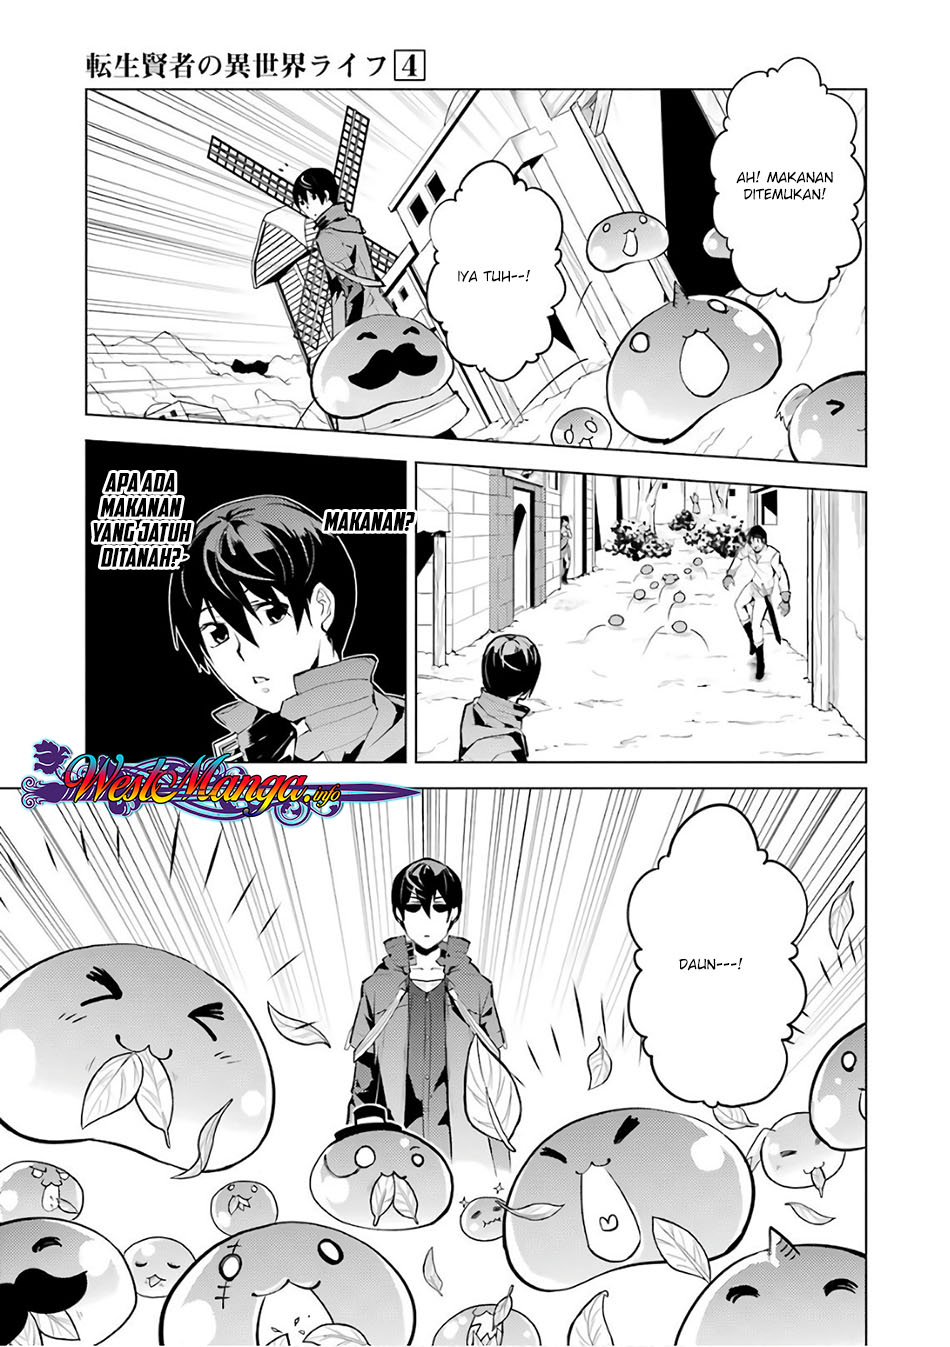 転生賢者の異世界ライフ 4
AH! MAKANAN
DITEMUKAN!
IYA TUH--!
MAKANAN?
APA ADA
MAKANAN
YANG JATUH
DITANAH?
WestManga.info
DAUN---!